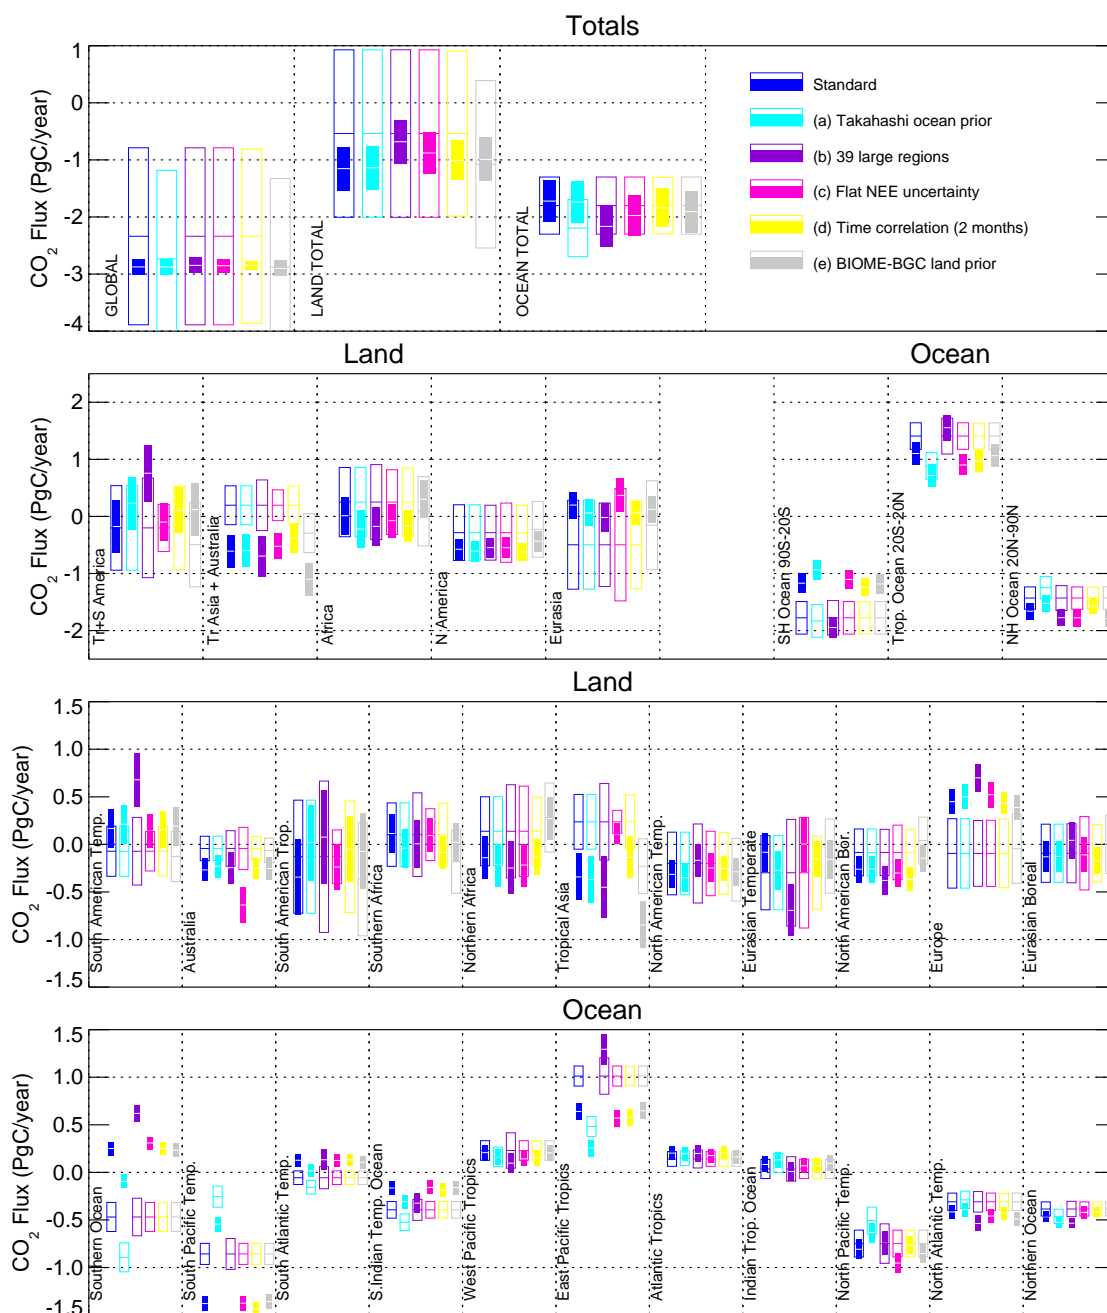 Totals
CO2 Flux (PgC/year)
1
0
-1
-2
-3
-4
GLOBAL
LAND TOTAL
OCEAN TOTAL
Standard
(a) Takahashi ocean prior
(b) 39 large regions
(c) Flat NEE uncertainty
(d) Time correlation (2 months)
(e) BIOME-BGC land prior
Land
Ocean
CO2 Flux (PgC/year)
2
1
0
-1
-2
Tr+S America
Tr Asia + Australia
Africa
N America
Eurasia
SH Ocean 90S-20S
Trop. Ocean 20S-20N
NH Ocean 20N-90N
Land
CO2 Flux (PgC/year)
1.5
1.0
0.5
0.0
-0.5
-1.0
-1.5
South American Temp.
Australia
South American Trop.
Southern Africa
Northern Africa
Tropical Asia
North American Temp.
Eurasian Temperate
North American Bor.
Europe
Eurasian Boreal
Ocean
CO2 Flux (PgC/year)
1.5
1.0
0.5
0.0
-0.5
-1.0
-1.5
Southern Ocean
South Pacific Temp.
South Atlantic Temp.
S.Indian Temp. Ocean
West Pacific Tropics
East Pacific Tropics
Atlantic Tropics
Indian Trop. Ocean
North Pacific Temp.
North Atlantic Temp.
Northern Ocean